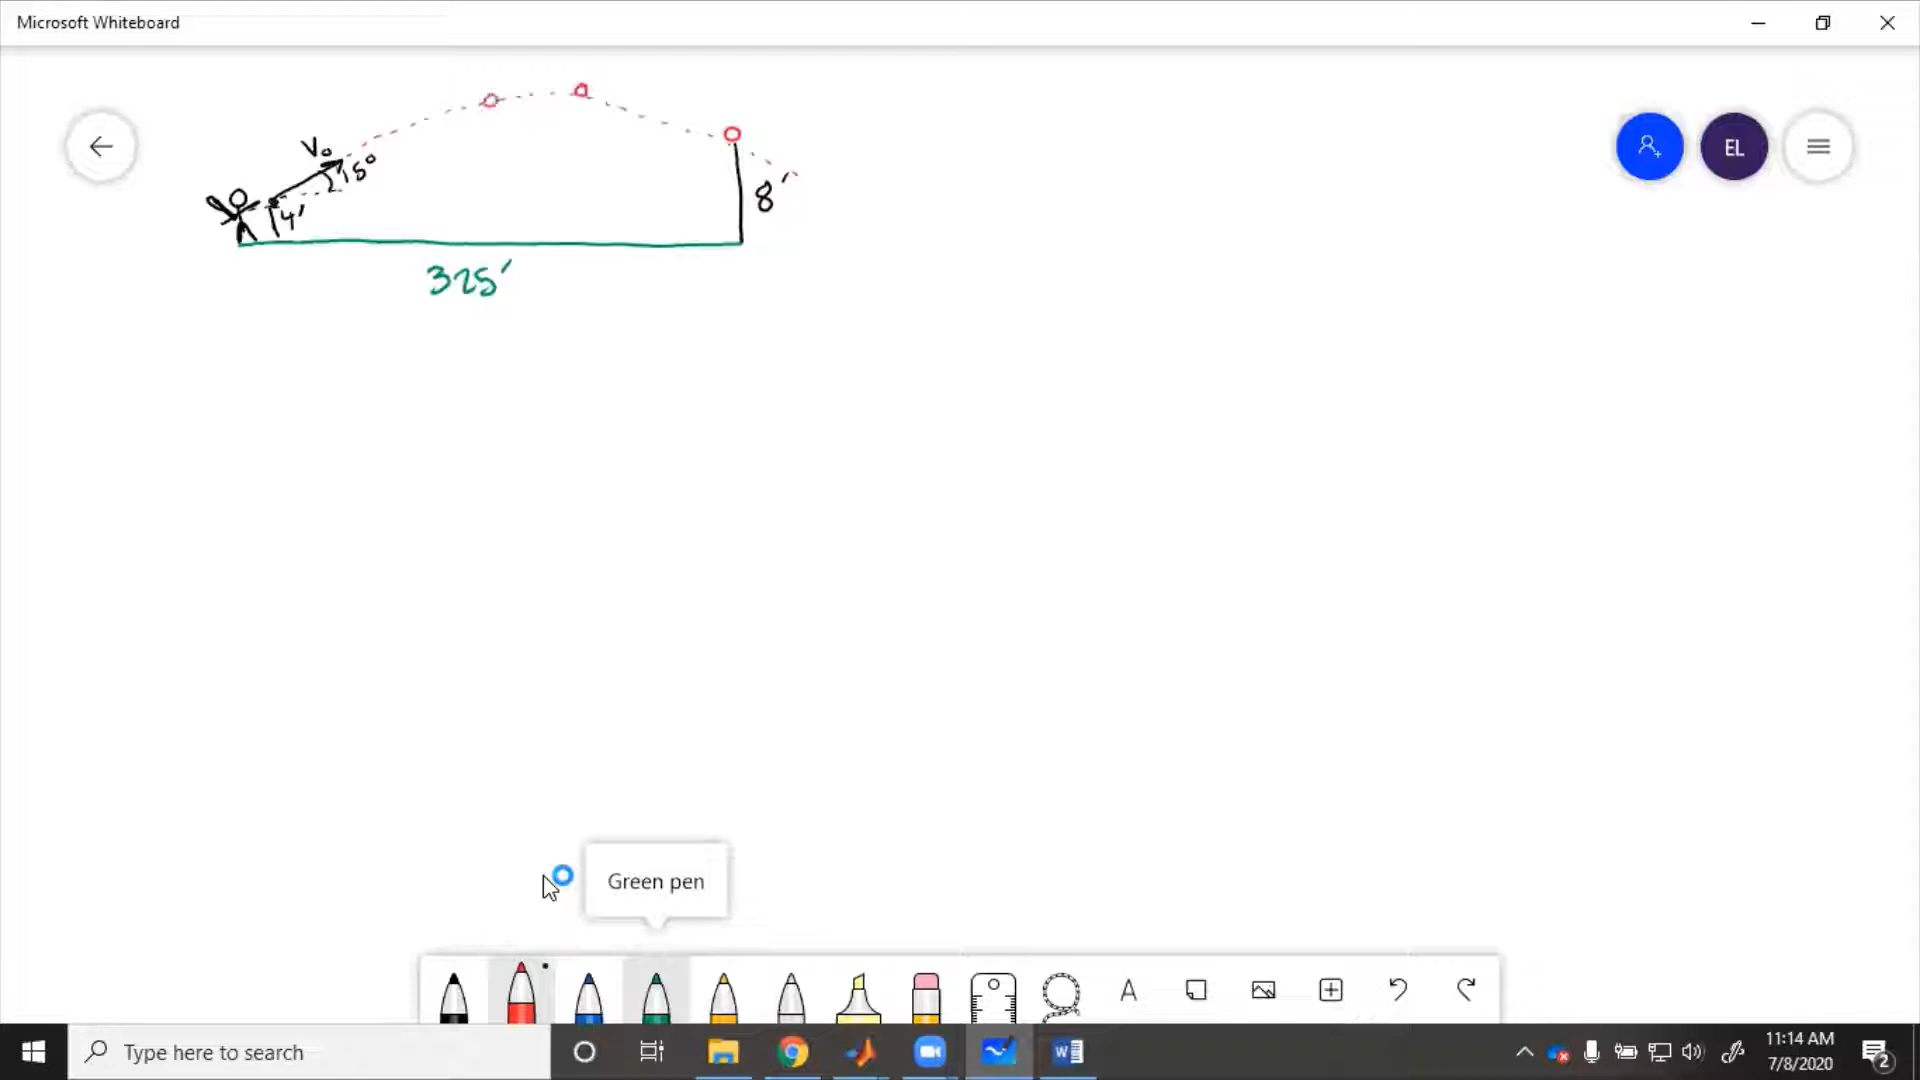 Microsoft Whiteboard
V₀
15°
4'
8'
325'
EL
Green pen
A
Type here to search
11:14 AM
7/8/2020
2